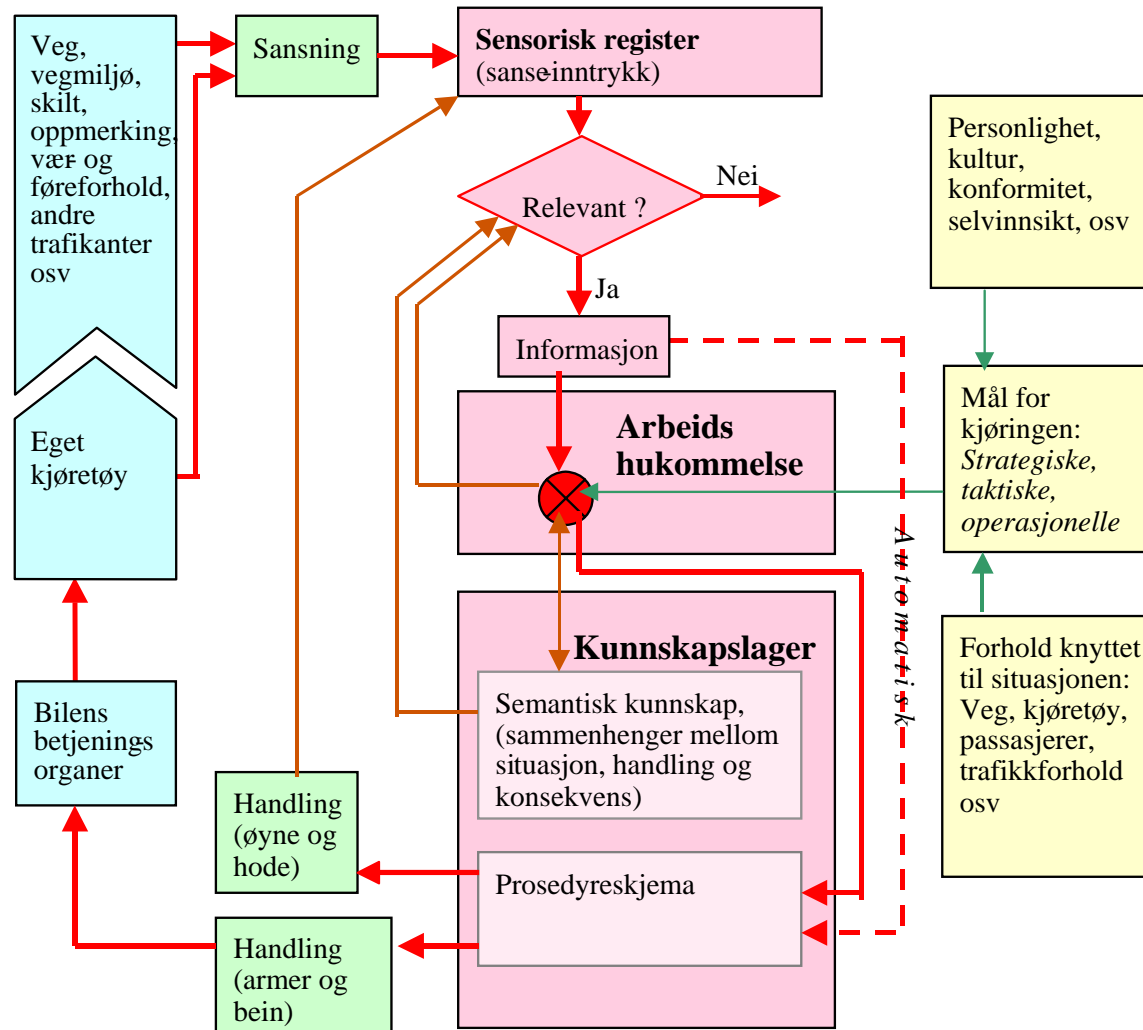 Veg,
vegmiljø,
skilt,
oppmerking,
vær- og
føreforhold,
andre
trafikanter
osv
Sansning
Sensorisk register
(sanse-inntrykk)
Relevant ?
Nei
Ja
Informasjon
Arbeids
hukommelse
Personlighet,
kultur,
konformitet,
selvinnsikt, osv
Mål for
kjøringen:
Strategiske,
taktiske,
operasjonelle
Automatisk
Eget
kjøretøy
Kunnskapslager
Semantisk kunnskap,
(sammenhenger mellom
situasjon, handling og
konsekvens)
Forhold knyttet
til situasjonen:
Veg, kjøretøy,
passasjerer,
trafikkforhold
osv
Bilens
betjenings-
organer
Handling
(øyne og
hode)
Prosedyreskjema
Handling
(armer og
bein)